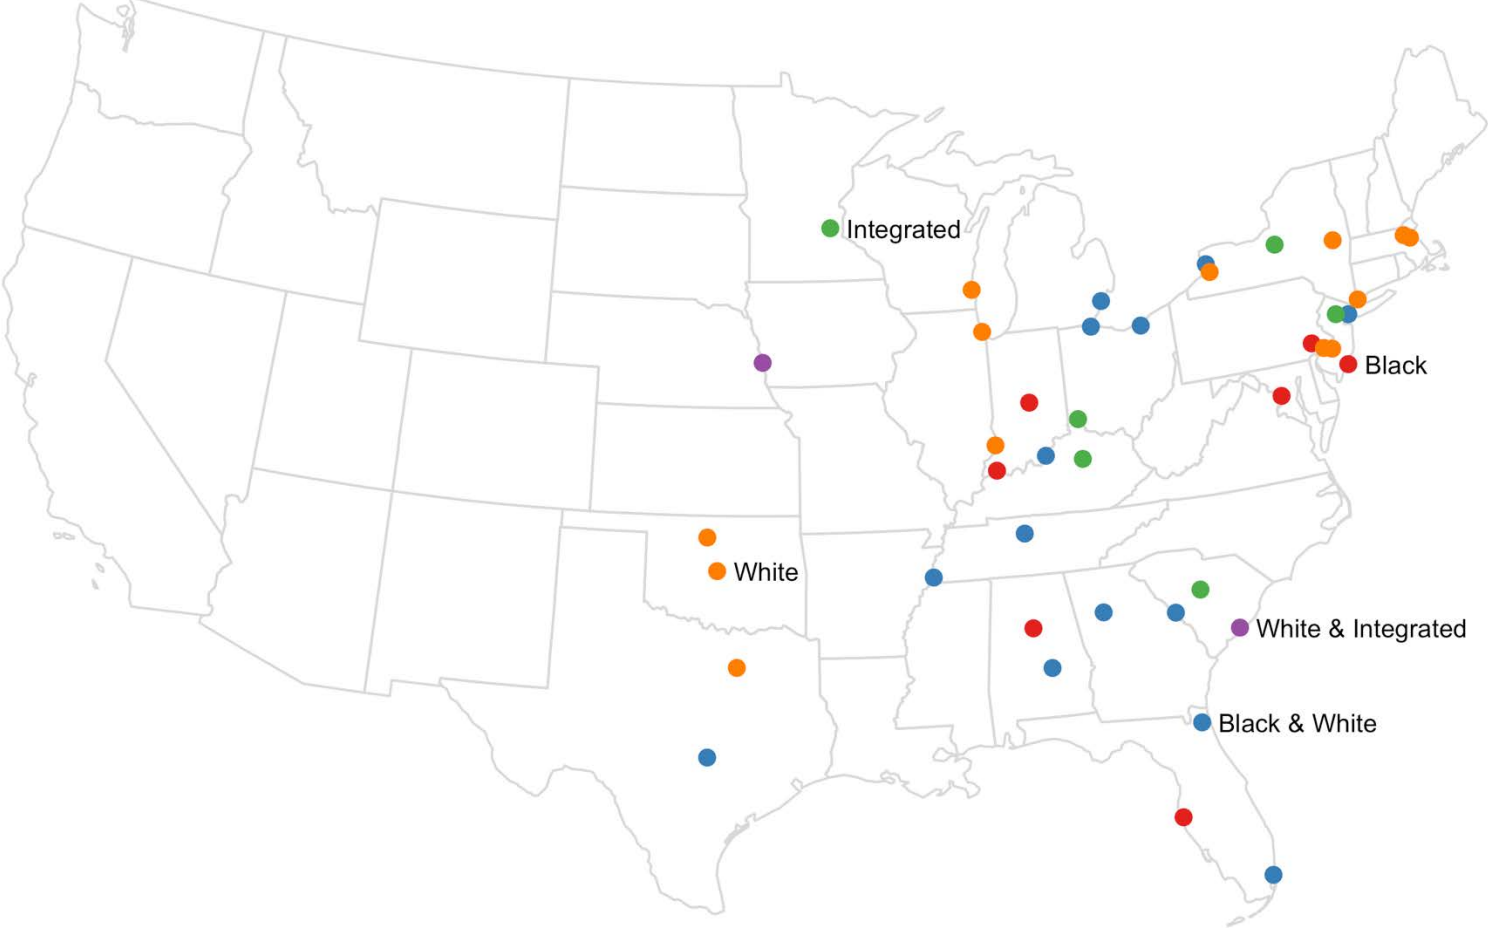 Integrated
Black
White
White & Integrated
Black & White